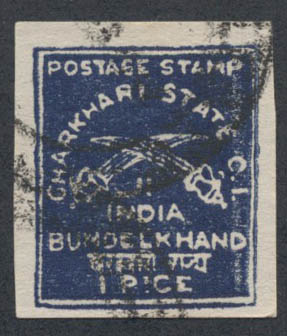 POSTAGE STAMP
CHARKHARI STATE C.I.
INDIA
BUNDELKHAND
1 PICE